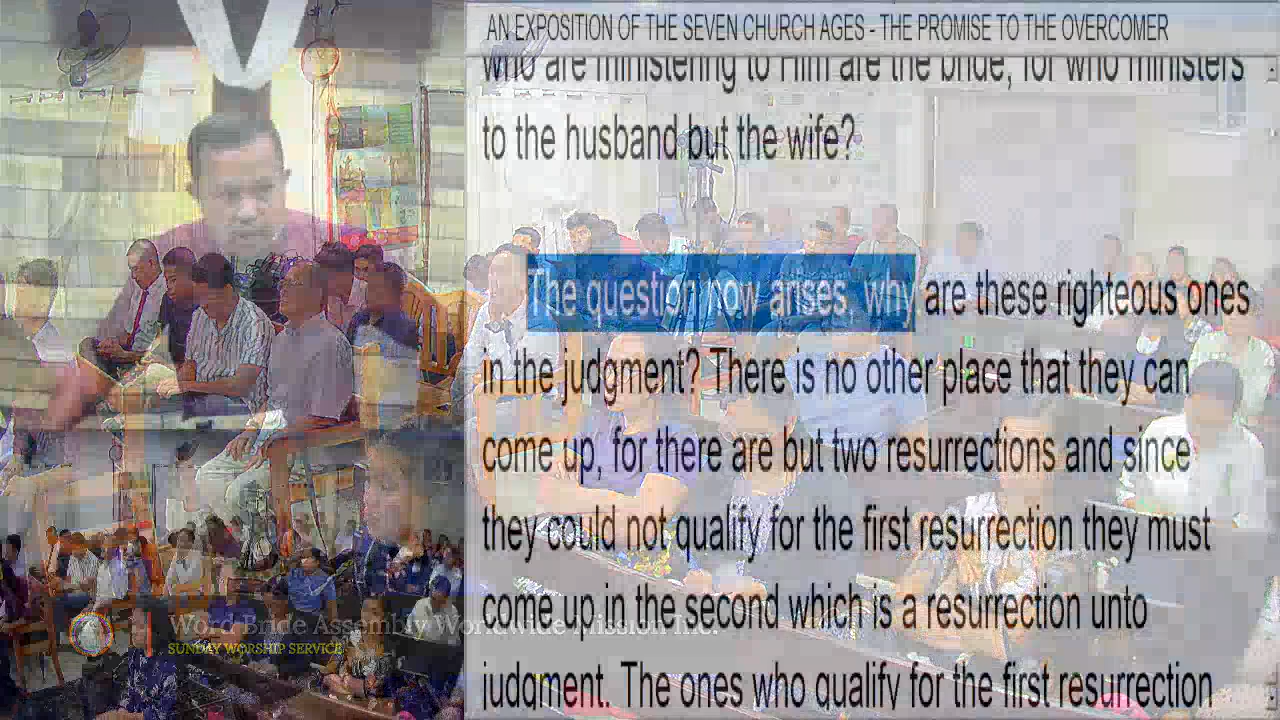 AN EXPOSITION OF THE SEVEN CHURCH AGES - THE PROMISE TO THE OVERCOMER
who are ministering to Him are the bride, for who ministers
to the husband but the wife?
The question now arises, why are these righteous ones
in the judgment? There is no other place that they can
come up, for there are but two resurrections and since
they could not qualify for the first resurrection they must
come up in the second which is a resurrection unto
judgment. The ones who qualify for the first resurrection
Word Bride Assembly Worldwide Mission Inc.
SUNDAY WORSHIP SERVICE